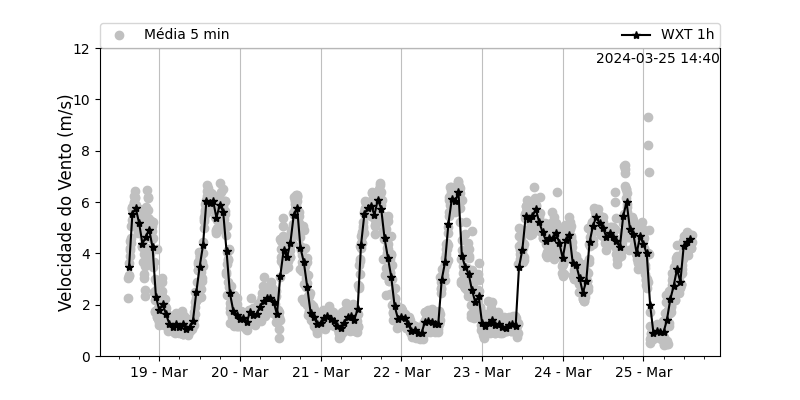 Média 5 min
WXT 1h
2024-03-25 14:40
Velocidade do Vento (m/s)
12
10
8
6
4
2
0
19 - Mar
20 - Mar
21 - Mar
22 - Mar
23 - Mar
24 - Mar
25 - Mar